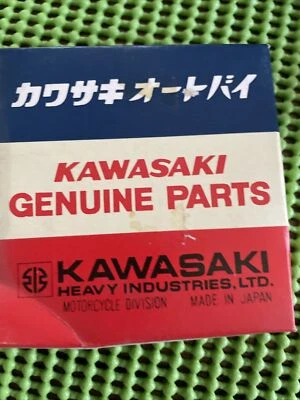 カワサキ オートバイ
KAWASAKI
GENUINE PARTS
KAWASAKI
HEAVY INDUSTRIES, LTD.
MOTORCYCLE DIVISION MADE IN JAPAN